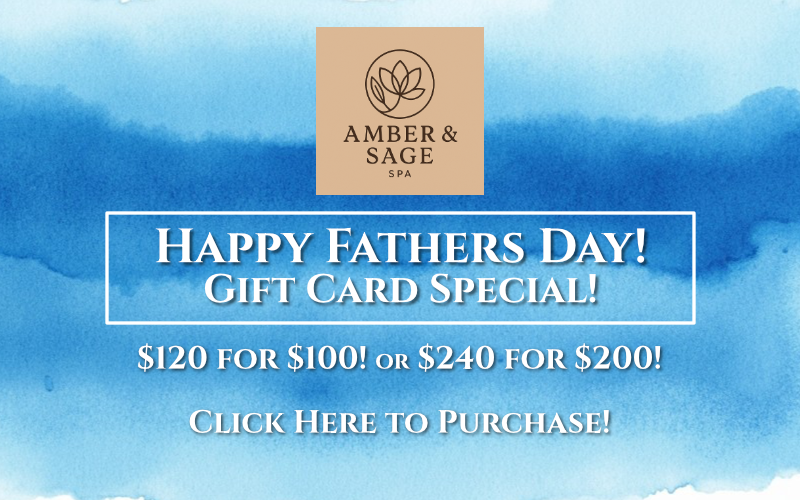 AMBER &
SAGE
SPA
HAPPY FATHERS DAY!
GIFT CARD SPECIAL!
$120 FOR $100! OR $240 FOR $200!
CLICK HERE TO PURCHASE!